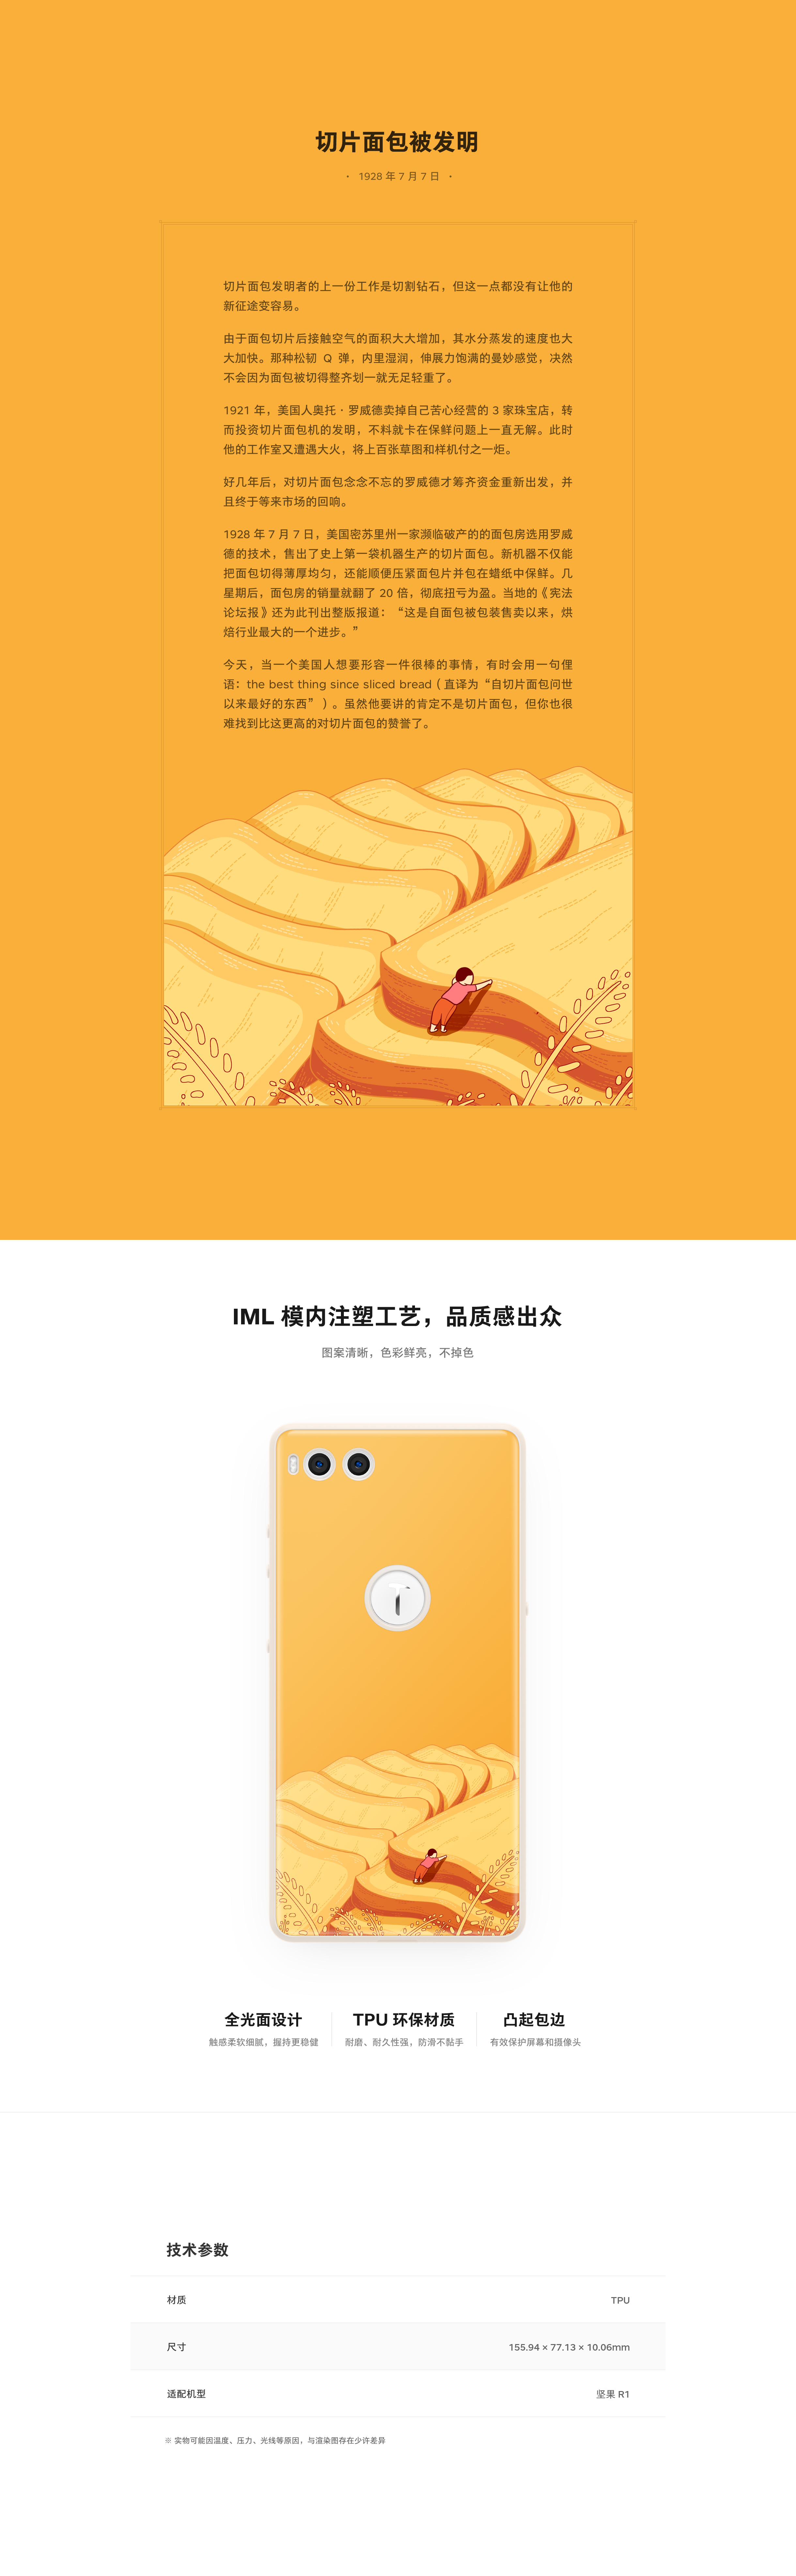 切片面包被发明
· 1928 年 7 月 7 日 ·
切片面包发明者的上一份工作是切割钻石，但这一点都没有让他的
新征途变容易。
由于面包切片后接触空气的面积大大增加，其水分蒸发的速度也大
大加快。那种松韧 Q 弹，内里湿润，伸展力饱满的曼妙感觉，决然
不会因为面包被切得整齐划一就无足轻重了。
1921 年，美国人奥托 · 罗威德卖掉自己苦心经营的 3 家珠宝店，转
而投资切片面包机的发明，不料就卡在保鲜问题上一直无解。此时
他的工作室又遭遇大火，将上百张草图和样机付之一炬。
好几年后，对切片面包念念不忘的罗威德才筹齐资金重新出发，并
且终于等来市场的回响。
1928 年 7 月 7 日，美国密苏里州一家濒临破产的的面包房选用罗威
德的技术，售出了史上第一袋机器生产的切片面包。新机器不仅能
把面包切得薄厚均匀，还能顺便压紧面包片并包在蜡纸中保鲜。几
星期后，面包房的销量就翻了 20 倍，彻底扭亏为盈。当地的《宪法
论坛报》还为此刊出整版报道：“这是自面包被包装售卖以来，烘
焙行业最大的一个进步。”
今天，当一个美国人想要形容一件很棒的事情，有时会用一句俚
语：the best thing since sliced bread（直译为“自切片面包问世
以来最好的东西”）。虽然他要讲的肯定不是切片面包，但你也很
难找到比这更高的对切片面包的赞誉了。
IML 模内注塑工艺，品质感出众
图案清晰，色彩鲜亮，不掉色
全光面设计
触感柔软细腻，握持更稳健
TPU 环保材质
耐磨、耐久性强，防滑不黏手
凸起包边
有效保护屏幕和摄像头
技术参数
材质 TPU
尺寸 155.94 × 77.13 × 10.06mm
适配机型 坚果 R1
※ 实物可能因温度、压力、光线等原因，与渲染图存在少许差异